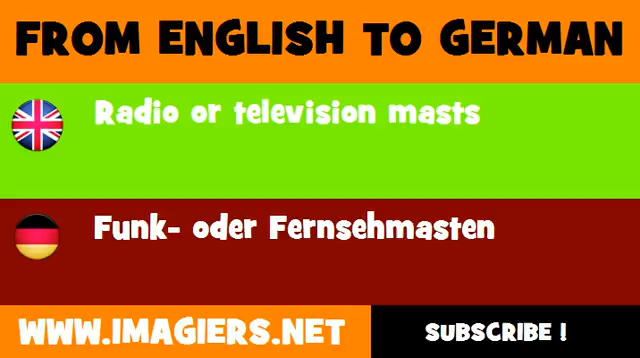 FROM ENGLISH TO GERMAN
Radio or television masts
Funk- oder Fernsehmasten
WWW.IMAGIERS.NET
SUBSCRIBE !